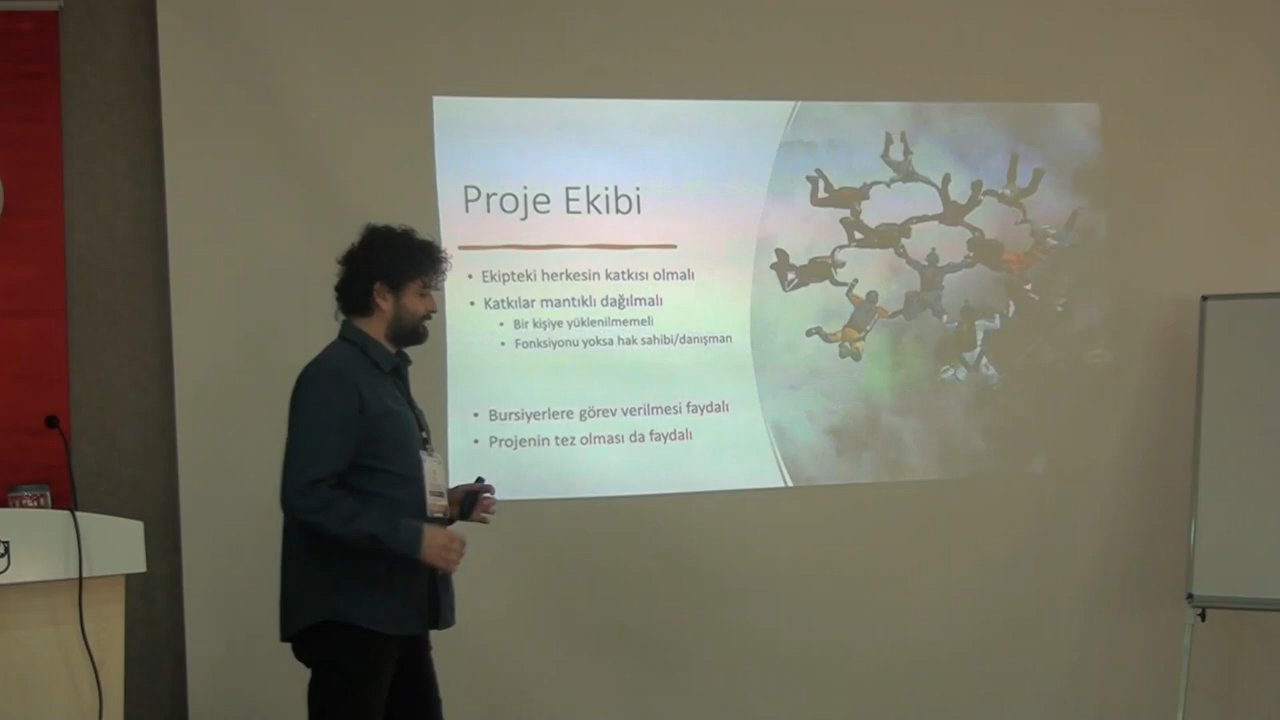 Proje Ekibi
• Ekipteki herkesin katkısı olmalı
• Katkılar mantıklı dağılmalı
• Bir kişiye yüklenilmemeli
• Fonksiyonu yoksa hak sahibi/danışman
• Bursiyerlere görev verilmesi faydalı
• Projenin tez olması da faydalı